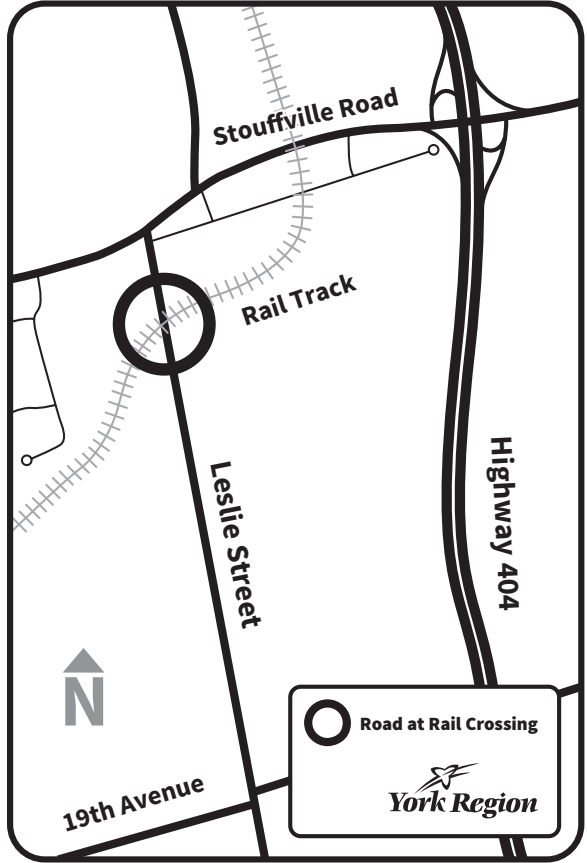 Stouffville Road
Rail Track
Leslie Street
Highway 404
N
19th Avenue
Road at Rail Crossing
York Region